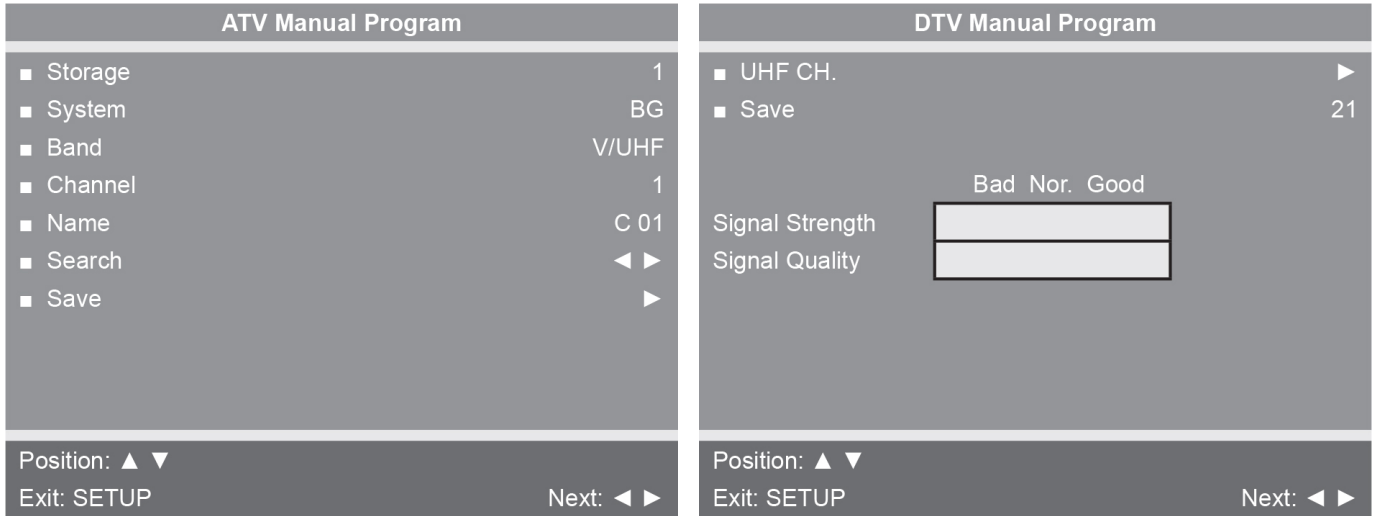 ATV Manual Program
■ Storage 1
■ System BG
■ Band V/UHF
■ Channel 1
■ Name C 01
■ Search ◄ ►
■ Save ►
Position: ▲ ▼
Exit: SETUP Next: ◄ ►
DTV Manual Program
■ UHF CH. ►
■ Save 21
Bad Nor. Good
Signal Strength
Signal Quality
Position: ▲ ▼
Exit: SETUP Next: ◄ ►